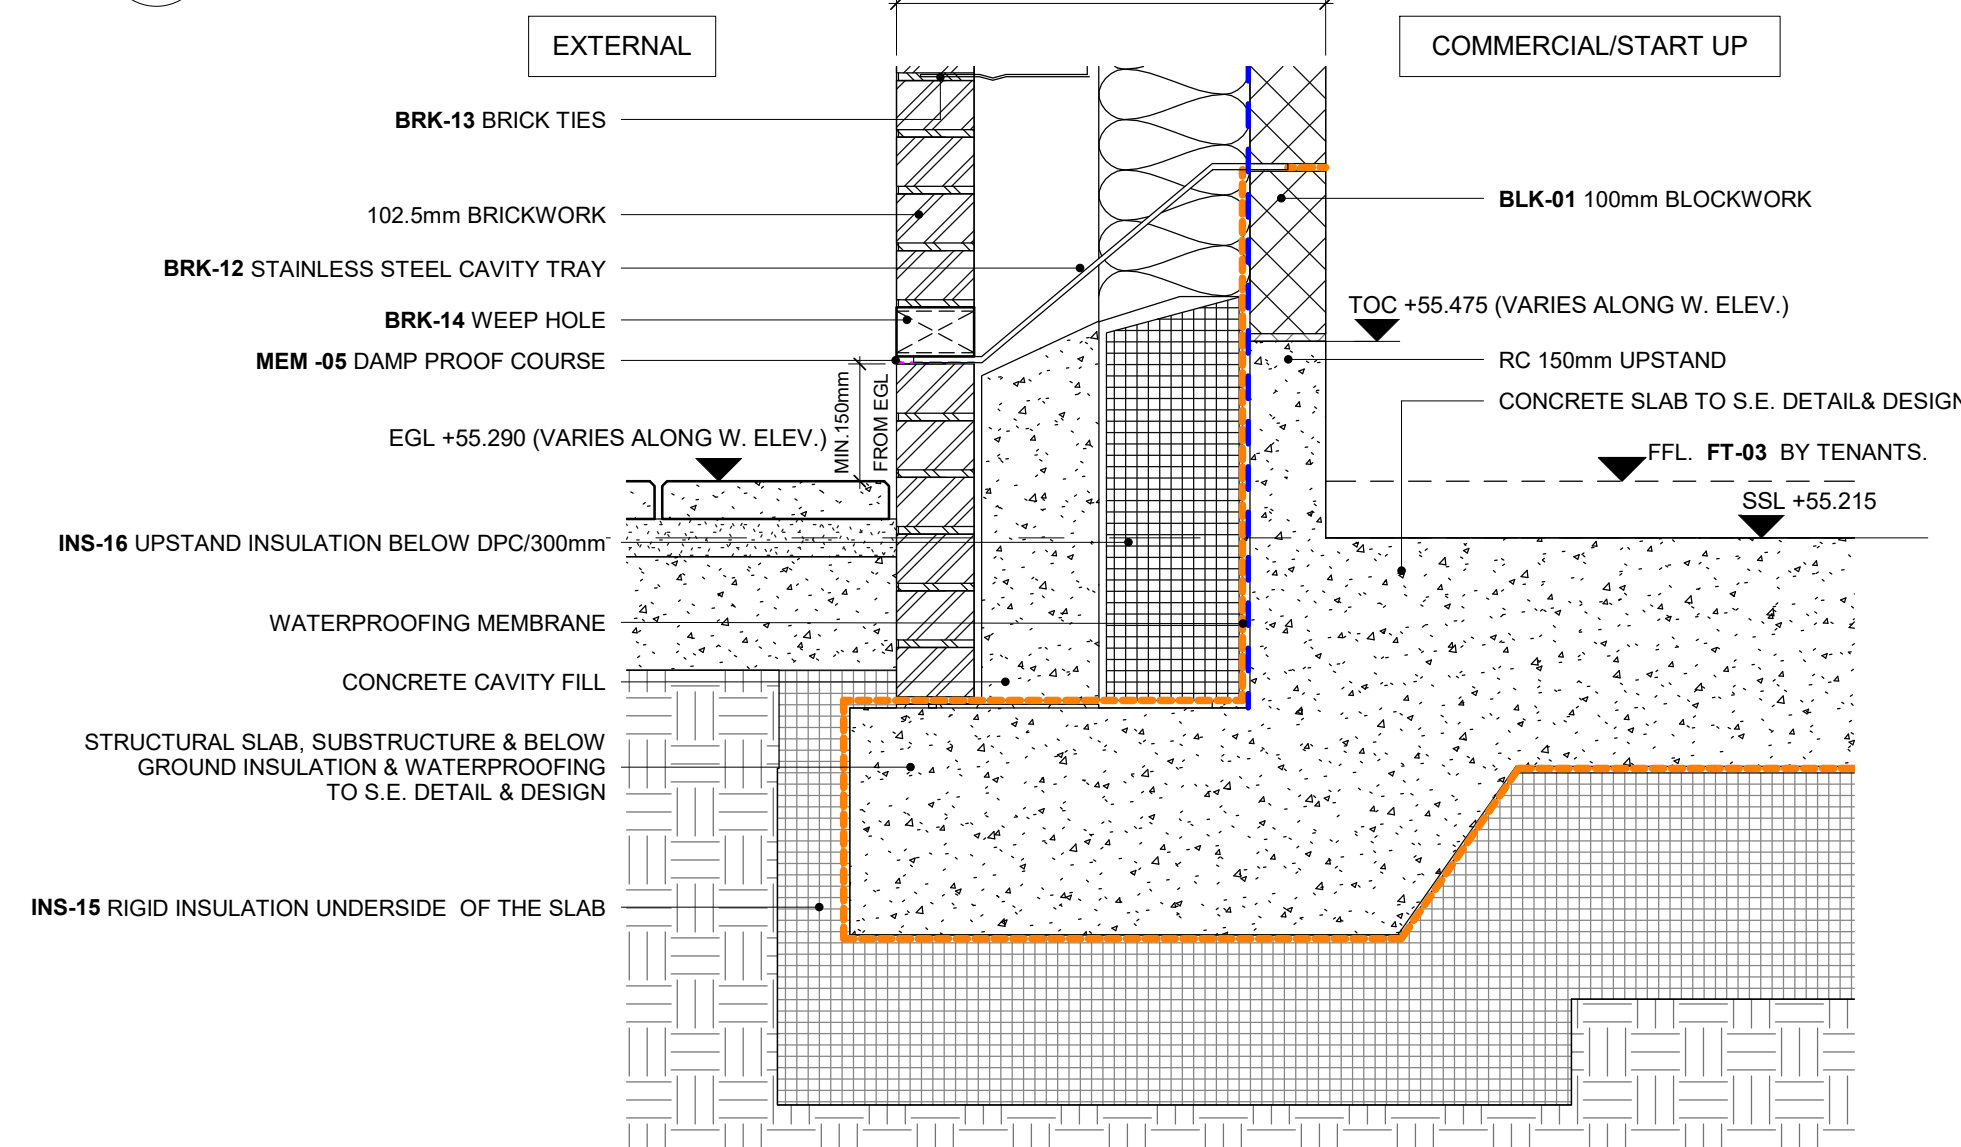 EXTERNAL
COMMERCIAL/START UP
BRK-13 BRICK TIES
102.5mm BRICKWORK
BLK-01 100mm BLOCKWORK
BRK-12 STAINLESS STEEL CAVITY TRAY
TOC +55.475 (VARIES ALONG W. ELEV.)
BRK-14 WEEP HOLE
MEM -05 DAMP PROOF COURSE
RC 150mm UPSTAND
CONCRETE SLAB TO S.E. DETAIL& DESIGN
MIN.150mm
FROM EGL
EGL +55.290 (VARIES ALONG W. ELEV.)
FFL. FT-03 BY TENANTS.
SSL +55.215
INS-16 UPSTAND INSULATION BELOW DPC/300mm
WATERPROOFING MEMBRANE
CONCRETE CAVITY FILL
STRUCTURAL SLAB, SUBSTRUCTURE & BELOW
GROUND INSULATION & WATERPROOFING
TO S.E. DETAIL & DESIGN
INS-15 RIGID INSULATION UNDERSIDE OF THE SLAB